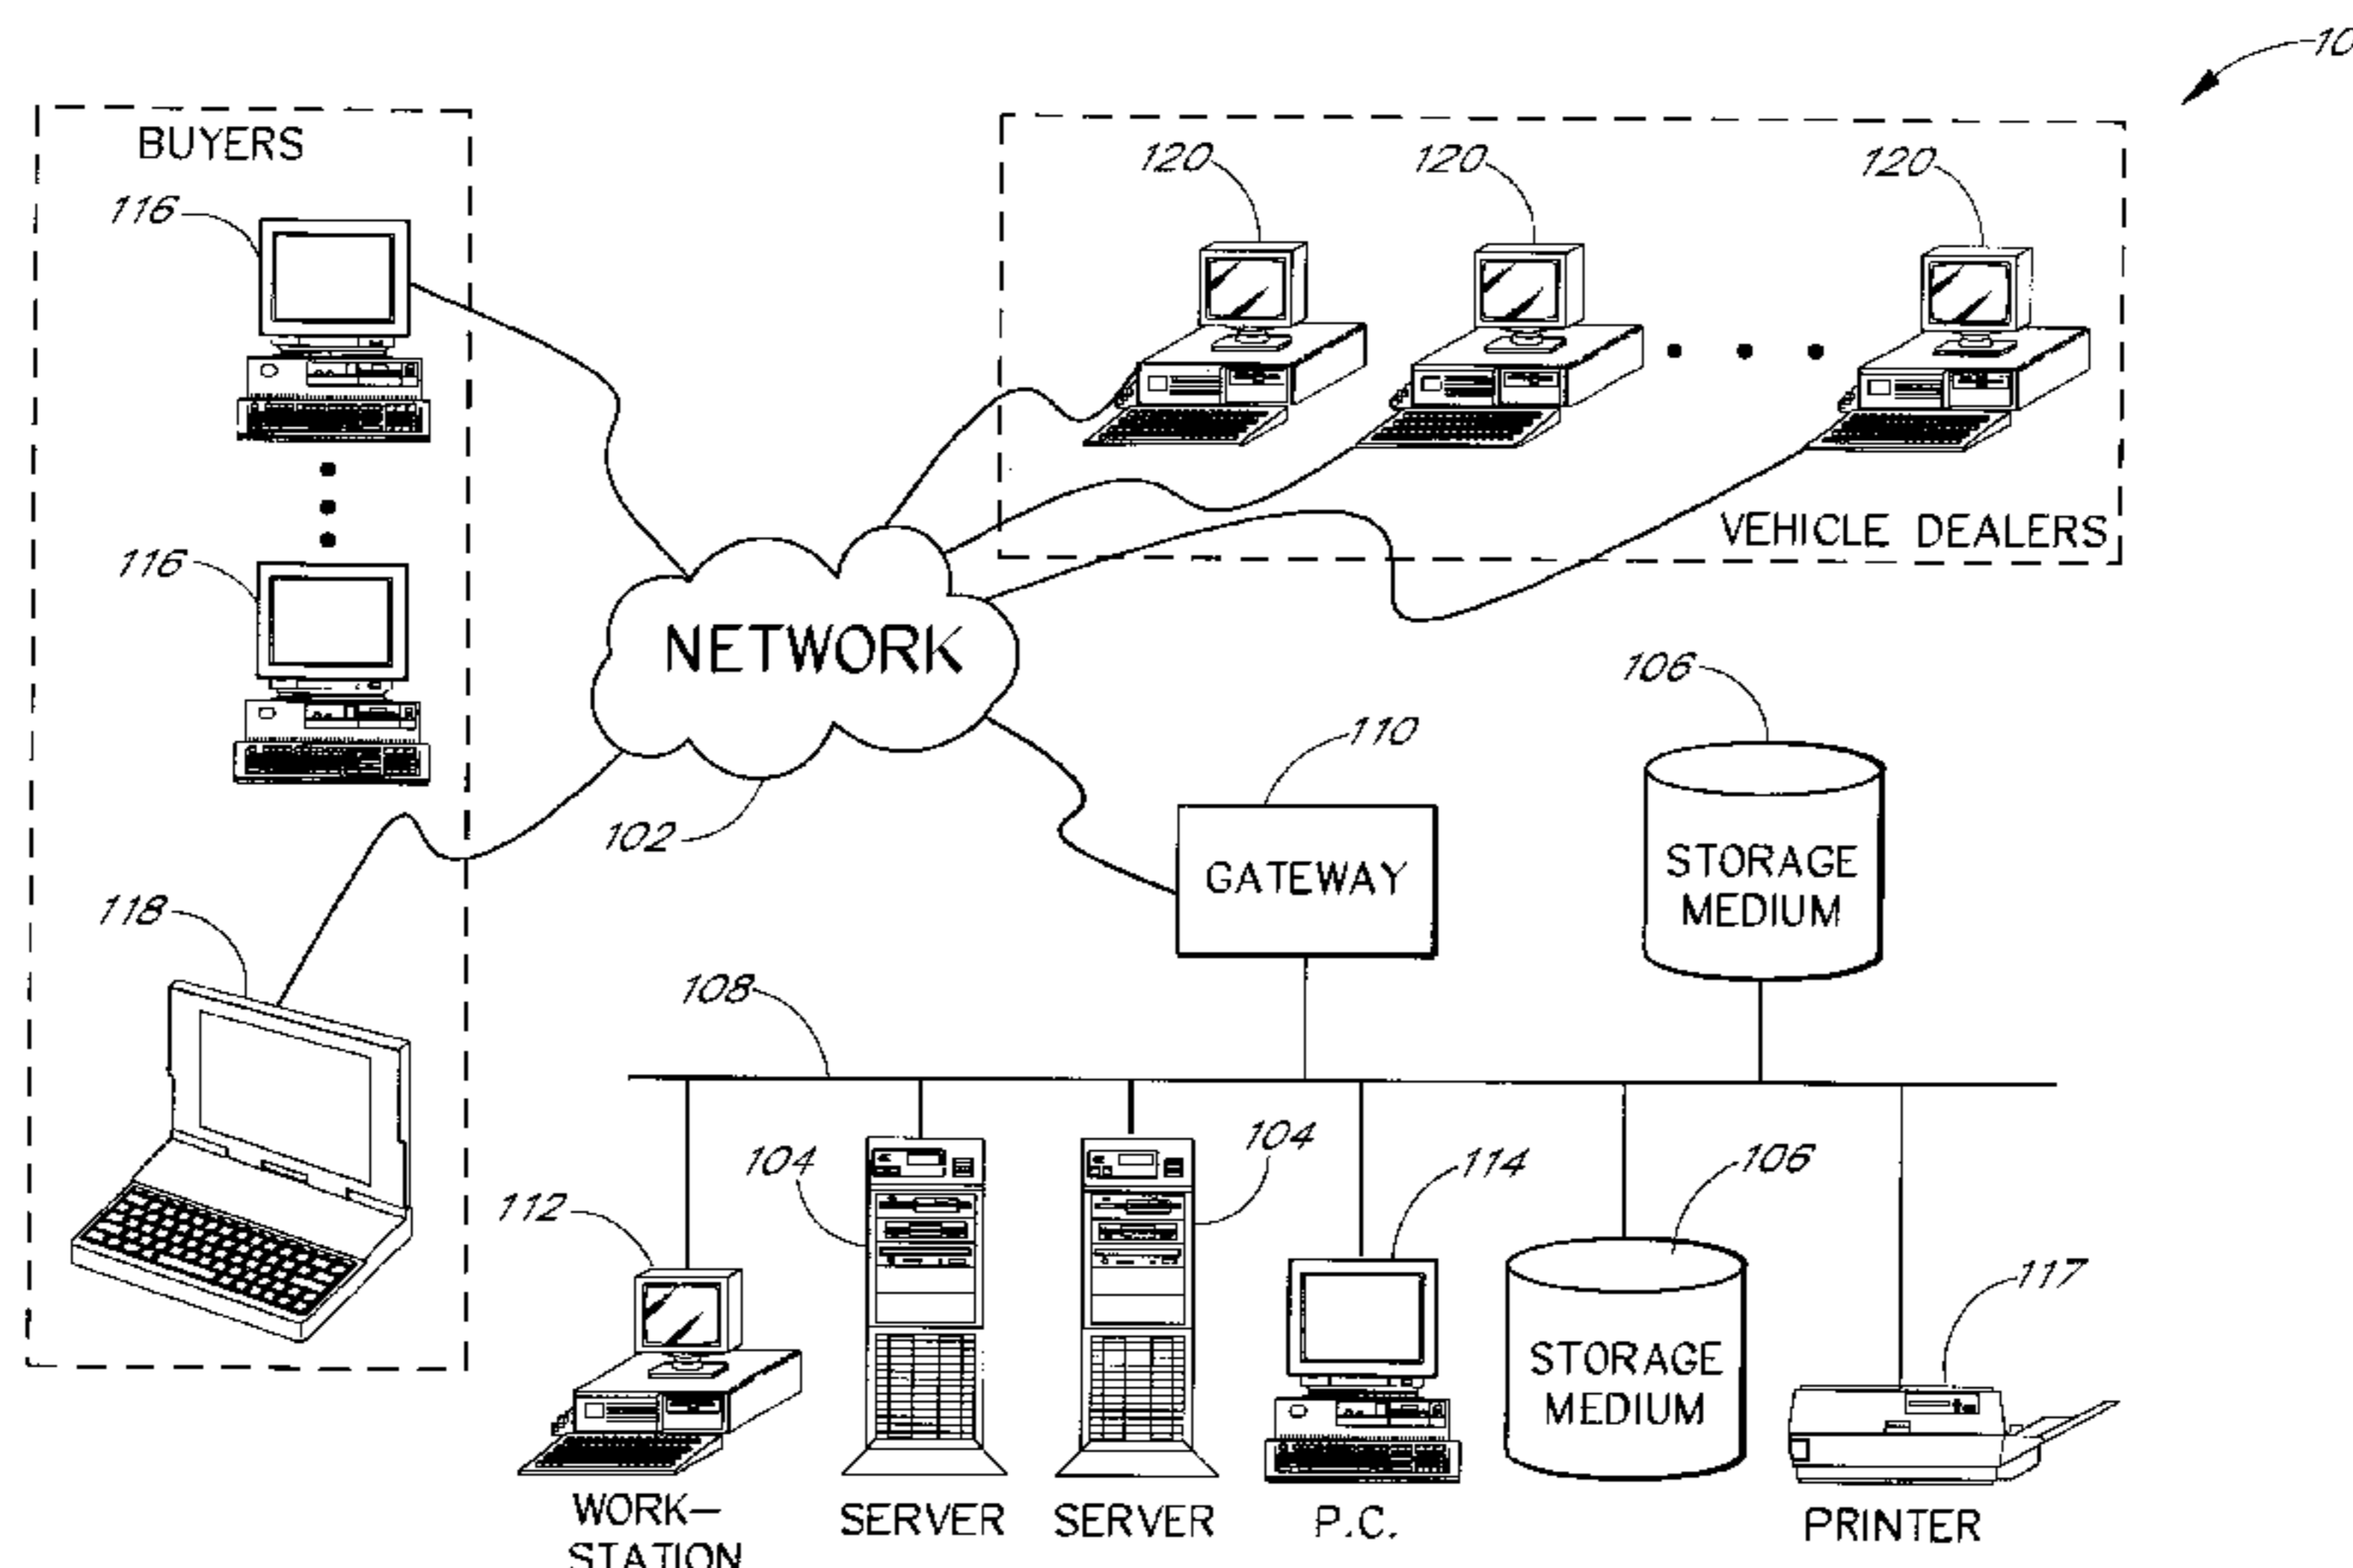 BUYERS
116
116
118
120
120
120
VEHICLE DEALERS
NETWORK
102
110
GATEWAY
106
STORAGE
MEDIUM
108
112
WORK-
STATION
104
SERVER
104
SERVER
114
P.C.
106
STORAGE
MEDIUM
117
PRINTER